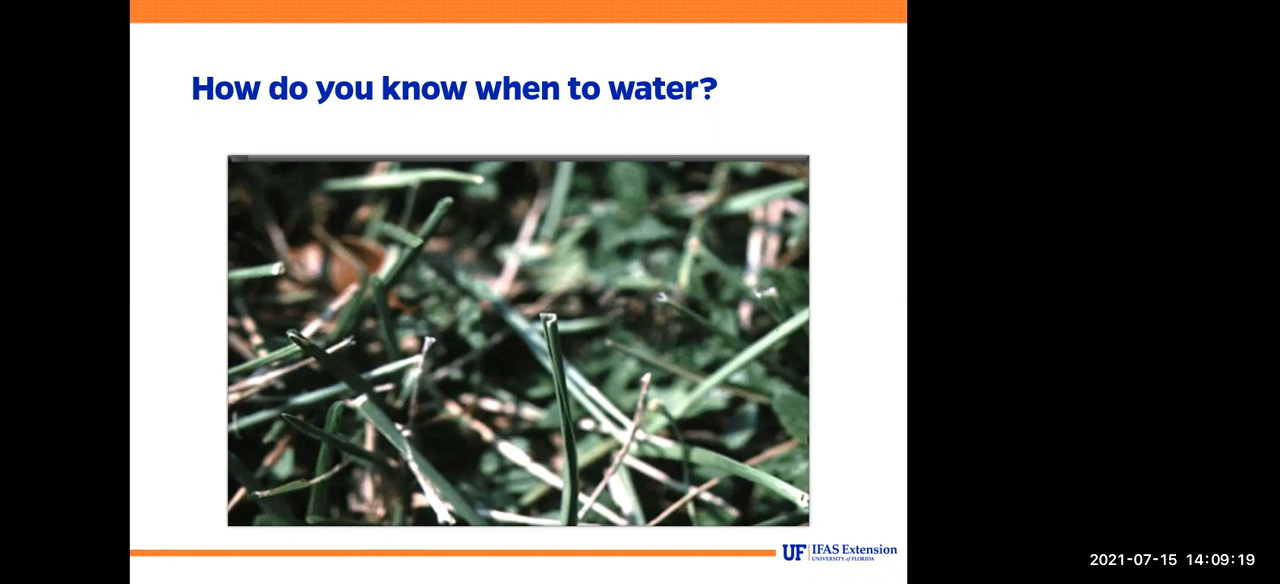 How do you know when to water?
UF IFAS Extension
UNIVERSITY of FLORIDA
2021-07-15 14:09:19